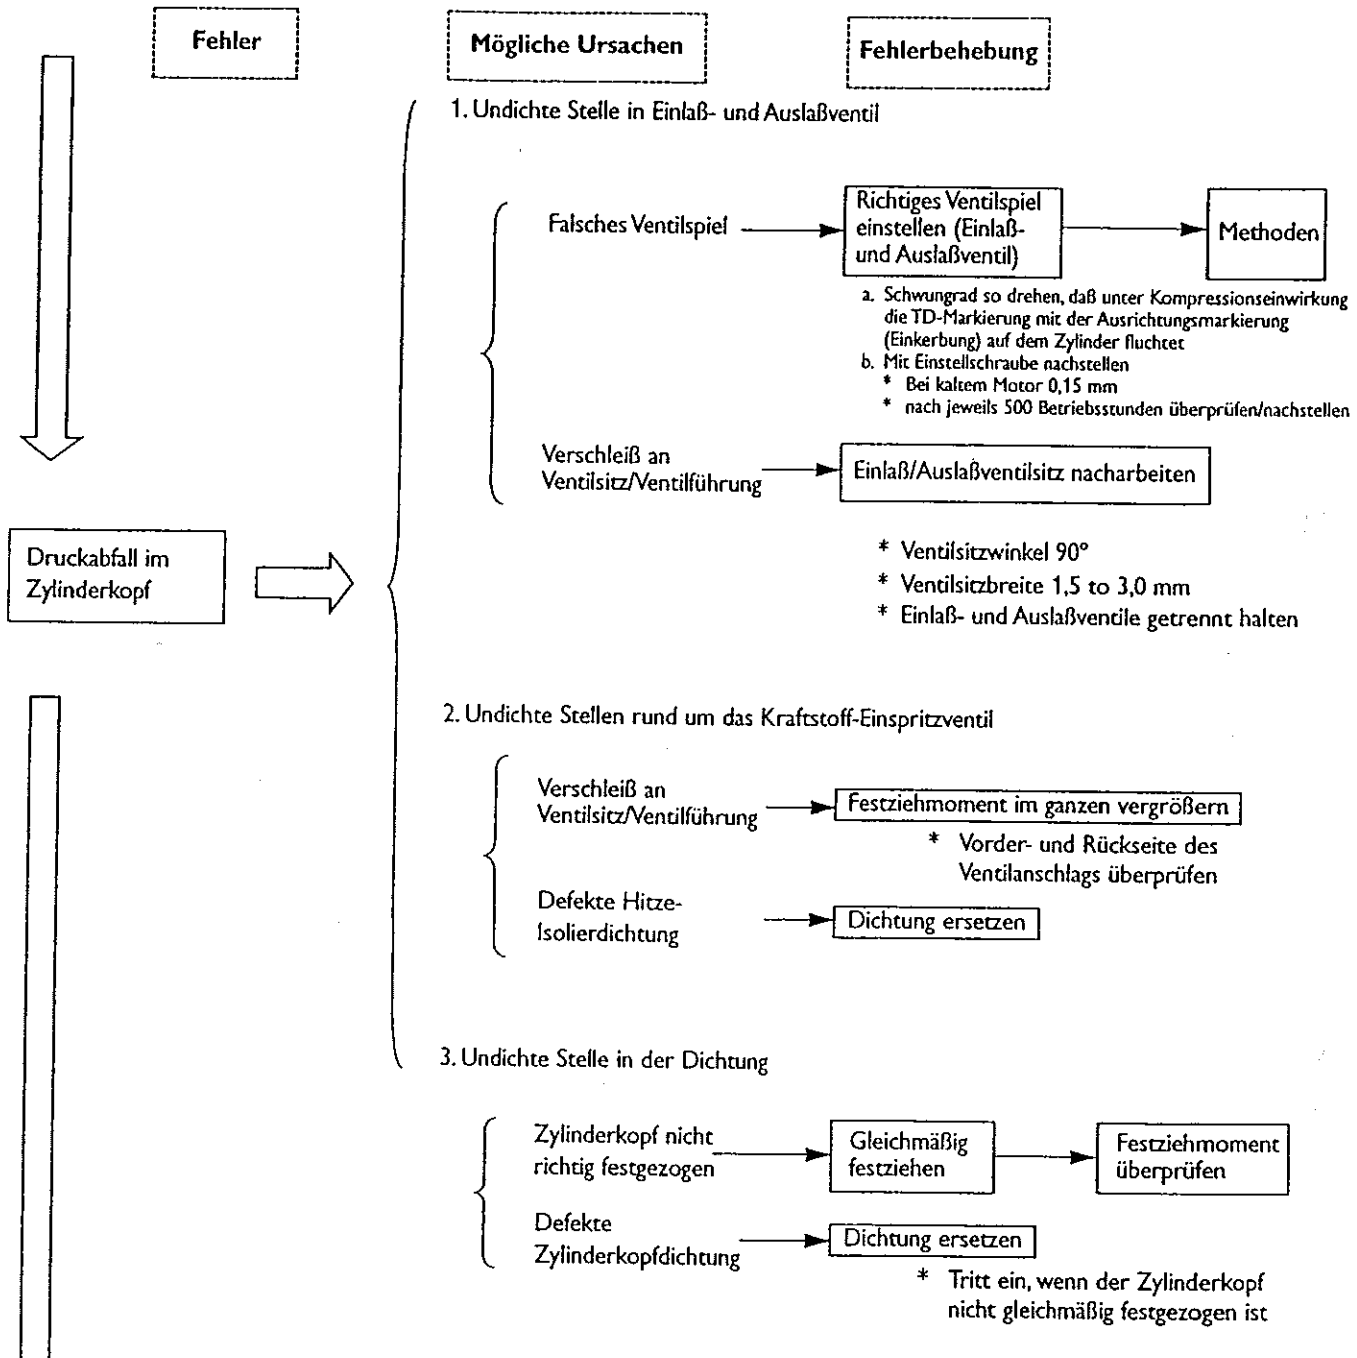 Fehler
Mögliche Ursachen
Fehlerbehebung
1. Undichte Stelle in Einlaß- und Auslaßventil
Falsches Ventilspiel
Richtiges Ventilspiel
einstellen (Einlaß-
und Auslaßventil)
Methoden
a. Schwungrad so drehen, daß unter Kompressionseinwirkung
die TD-Markierung mit der Ausrichtungsmarkierung
(Einkerbung) auf dem Zylinder fluchtet
b. Mit Einstellschraube nachstellen
* Bei kaltem Motor 0,15 mm
* nach jeweils 500 Betriebsstunden überprüfen/nachstellen
Verschleiß an
Ventilsitz/Ventilführung
Einlaß/Auslaßventilsitz nacharbeiten
* Ventilsitzwinkel 90°
* Ventilsitzbreite 1,5 to 3,0 mm
* Einlaß- und Auslaßventile getrennt halten
Druckabfall im
Zylinderkopf
2. Undichte Stellen rund um das Kraftstoff-Einspritzventil
Verschleiß an
Ventilsitz/Ventilführung
Festziehmoment im ganzen vergrößern
* Vorder- und Rückseite des
Ventilanschlags überprüfen
Defekte Hitze-
Isolierdichtung
Dichtung ersetzen
3. Undichte Stelle in der Dichtung
Zylinderkopf nicht
richtig festgezogen
Gleichmäßig
festziehen
Festziehmoment
überprüfen
Defekte
Zylinderkopfdichtung
Dichtung ersetzen
* Tritt ein, wenn der Zylinderkopf
nicht gleichmäßig festgezogen ist